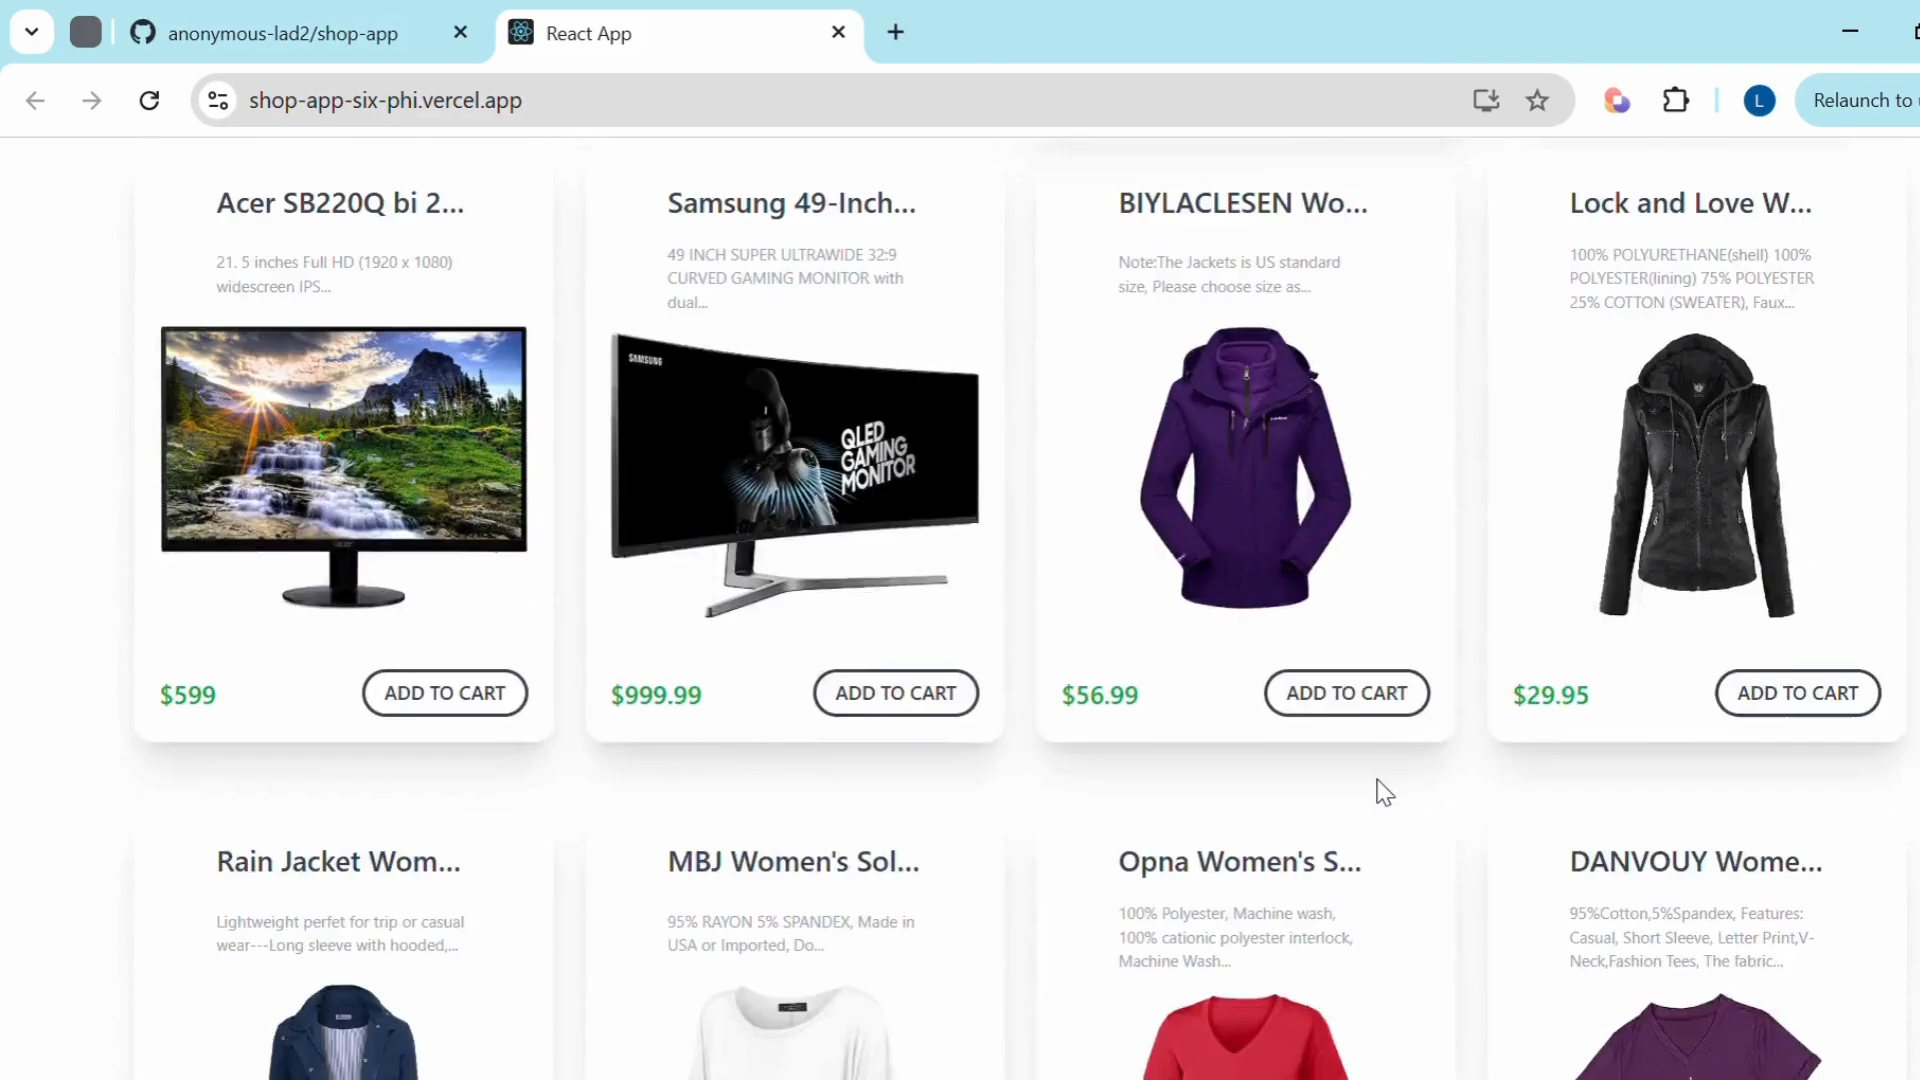 anonymous-lad2/shop-app
React App
shop-app-six-phi.vercel.app
L
Relaunch to
Acer SB220Q bi 2...
21. 5 inches Full HD (1920 x 1080)
widescreen IPS...
$599
ADD TO CART
Samsung 49-Inch...
49 INCH SUPER ULTRAWIDE 32:9
CURVED GAMING MONITOR with
dual...
SAMSUNG
QLED
GAMING
MONITOR
$999.99
ADD TO CART
BIYLACLESEN Wo...
Note:The Jackets is US standard
size, Please choose size as...
$56.99
ADD TO CART
Lock and Love W...
100% POLYURETHANE(shell) 100%
POLYESTER(lining) 75% POLYESTER
25% COTTON (SWEATER), Faux...
$29.95
ADD TO CART
Rain Jacket Wom...
Lightweight perfet for trip or casual
wear---Long sleeve with hooded,...
MBJ Women's Sol...
95% RAYON 5% SPANDEX, Made in
USA or Imported, Do...
Opna Women's S...
100% Polyester, Machine wash,
100% cationic polyester interlock,
Machine Wash...
DANVOUY Wome...
95%Cotton,5%Spandex, Features:
Casual, Short Sleeve, Letter Print,V-
Neck,Fashion Tees, The fabric...